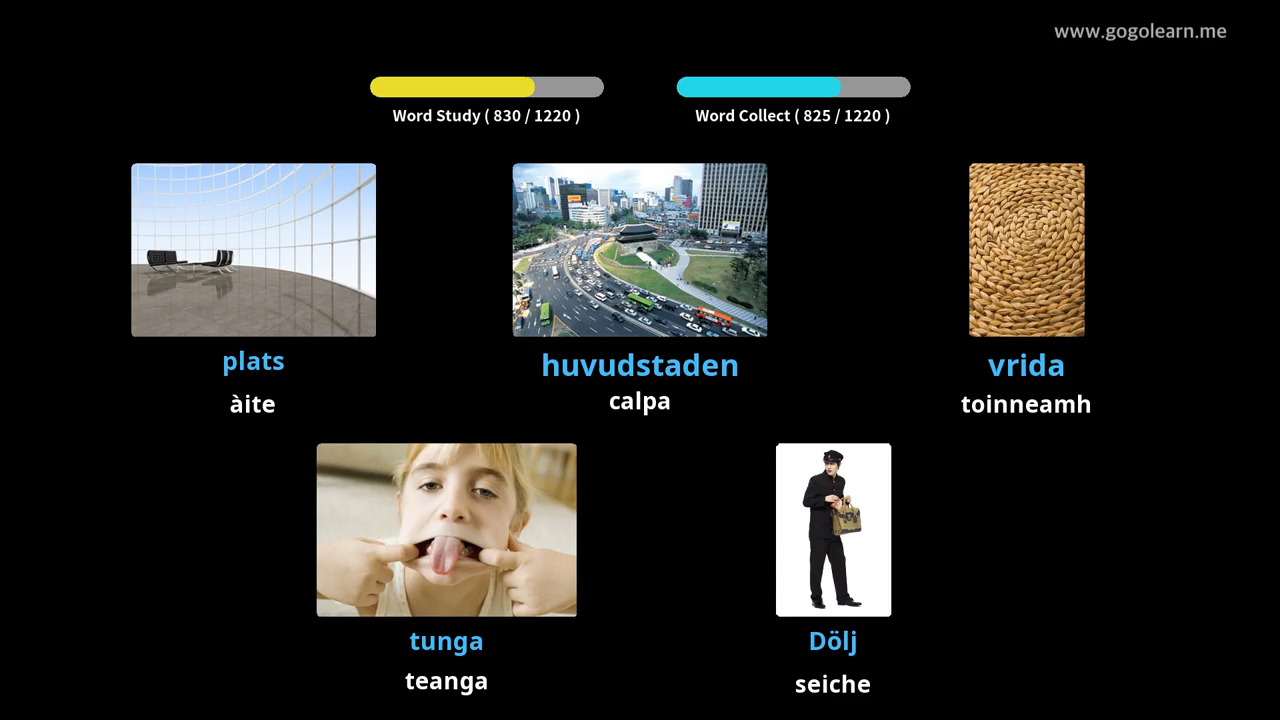 www.gogolearn.me
Word Study ( 830 / 1220 )
Word Collect ( 825 / 1220 )
plats
àite
huvudstaden
calpa
vrida
toinneamh
tunga
teanga
Dölj
seiche